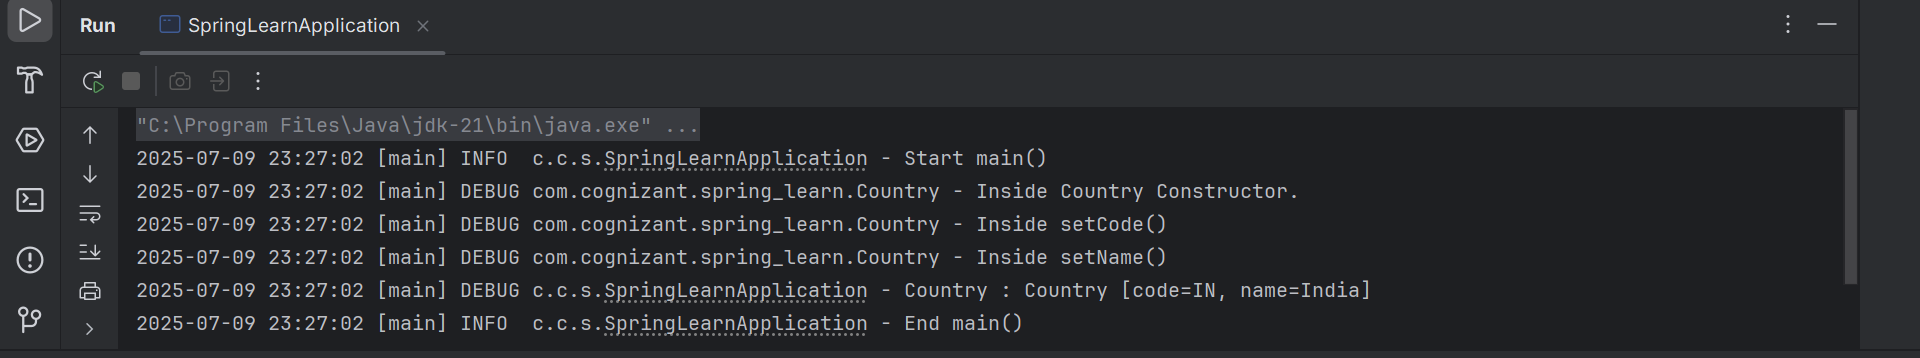 Run SpringLearnApplication
"C:\Program Files\Java\jdk-21\bin\java.exe" ...
2025-07-09 23:27:02 [main] INFO  c.c.s.SpringLearnApplication - Start main()
2025-07-09 23:27:02 [main] DEBUG com.cognizant.spring_learn.Country - Inside Country Constructor.
2025-07-09 23:27:02 [main] DEBUG com.cognizant.spring_learn.Country - Inside setCode()
2025-07-09 23:27:02 [main] DEBUG com.cognizant.spring_learn.Country - Inside setName()
2025-07-09 23:27:02 [main] DEBUG c.c.s.SpringLearnApplication - Country : Country [code=IN, name=India]
2025-07-09 23:27:02 [main] INFO  c.c.s.SpringLearnApplication - End main()